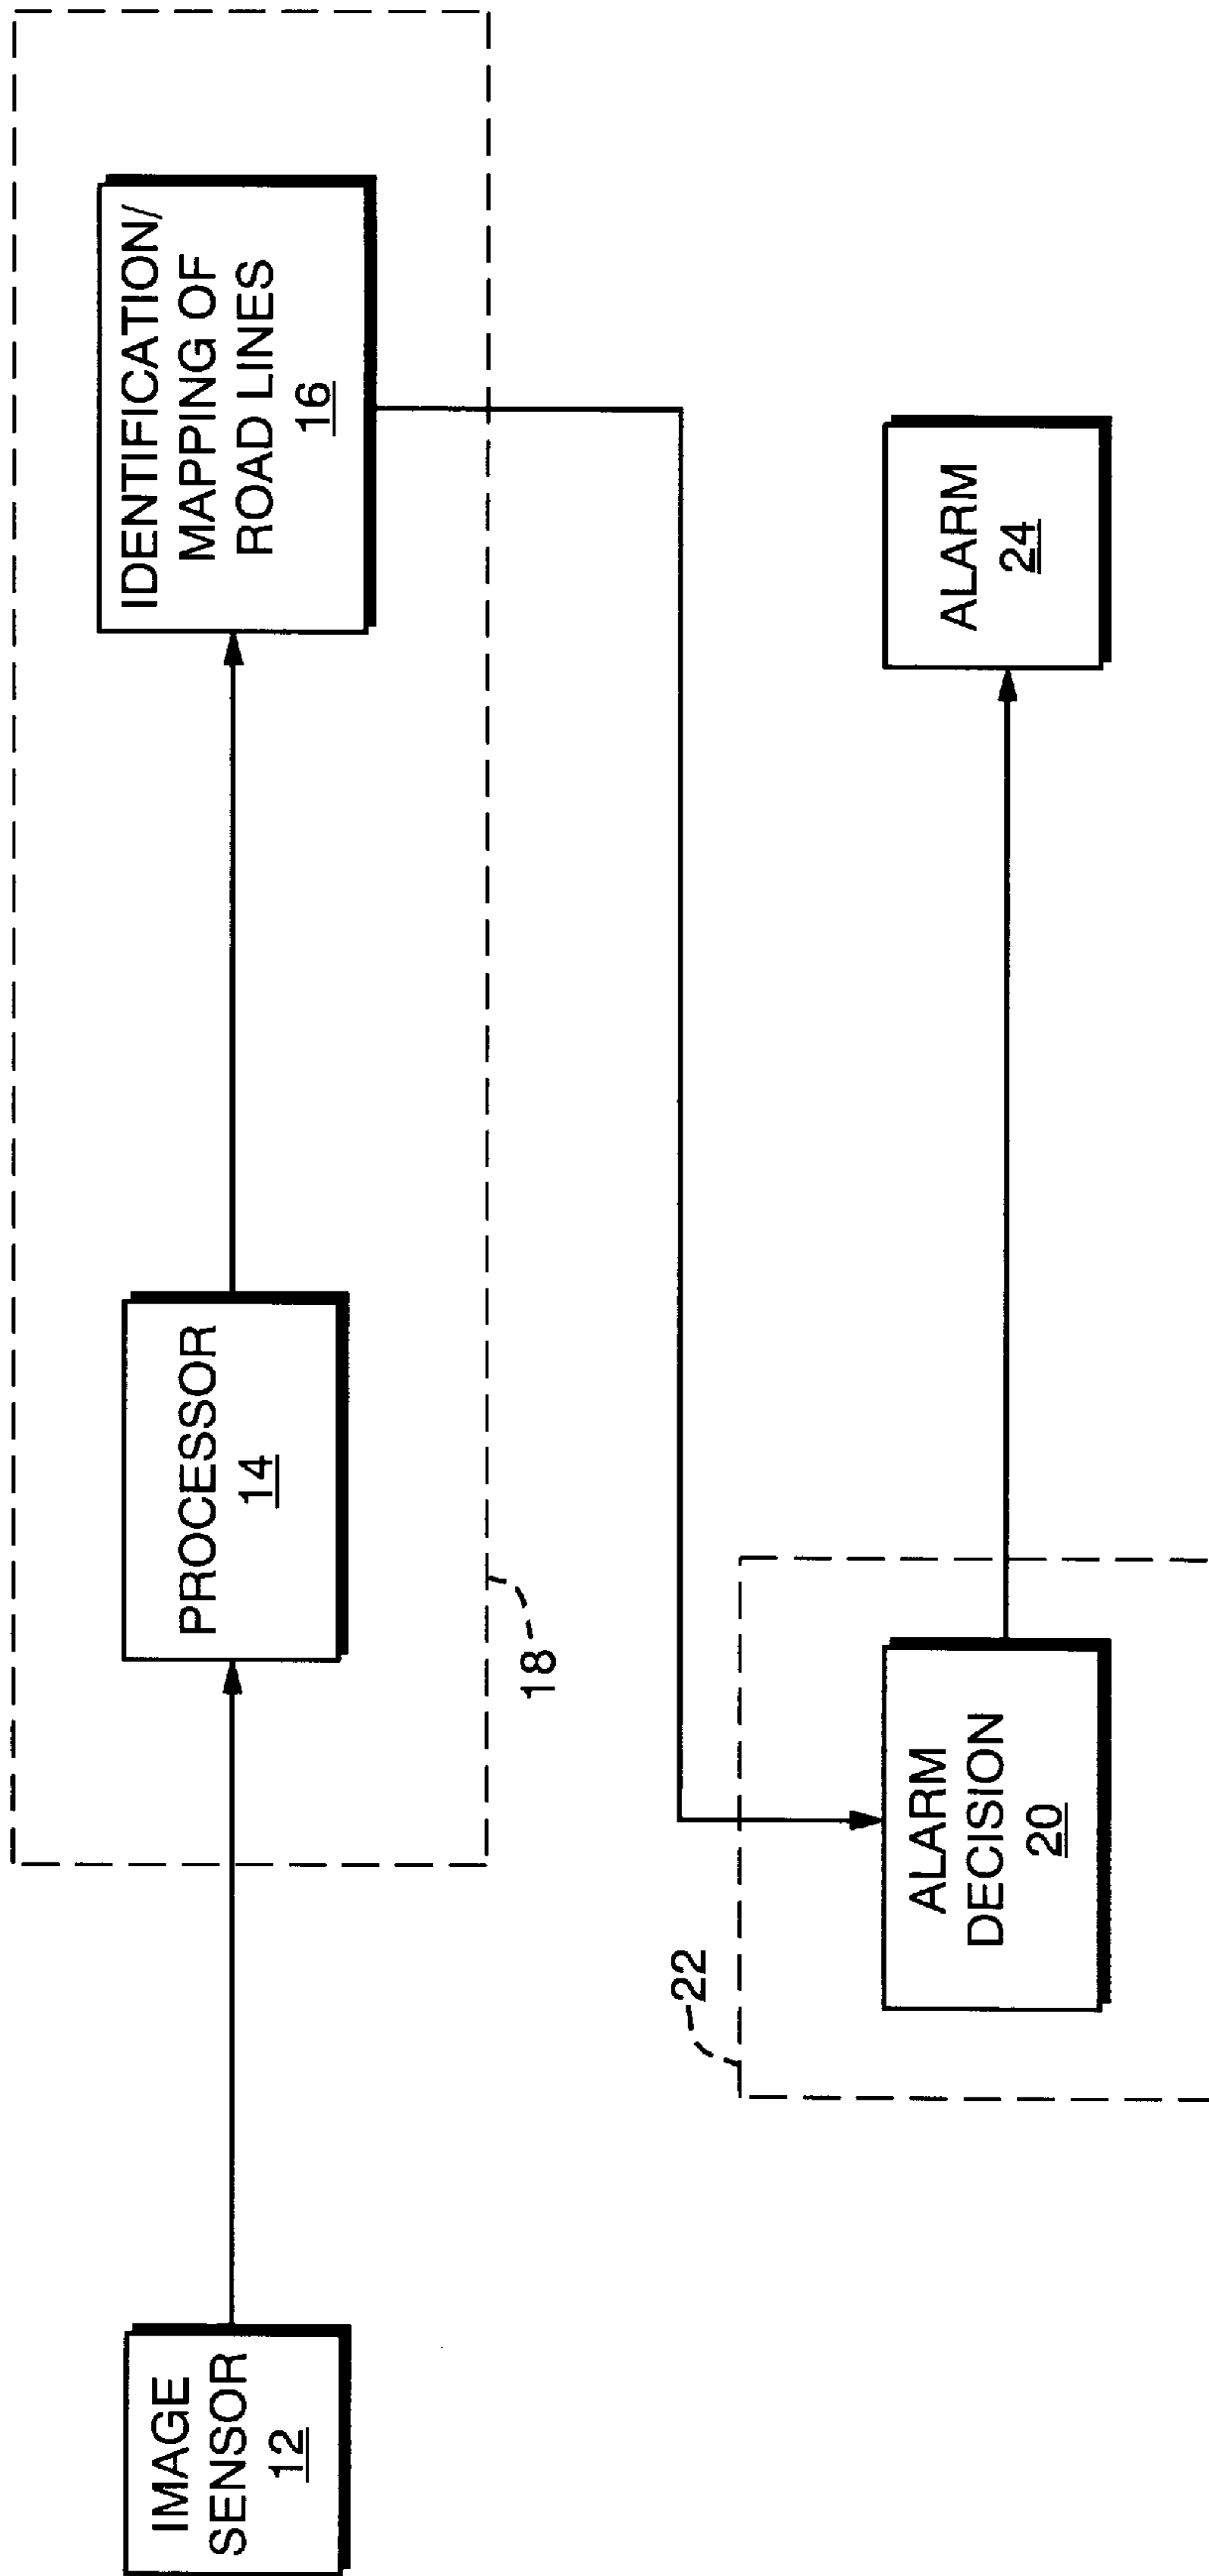 IMAGE
SENSOR
12
PROCESSOR
14
IDENTIFICATION/
MAPPING OF
ROAD LINES
16
18
22
ALARM
DECISION
20
ALARM
24